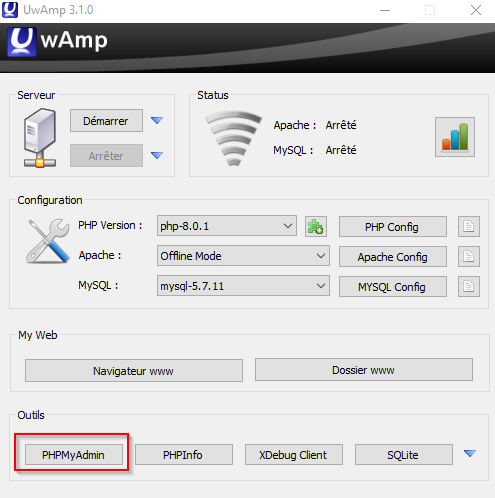 UwAmp 3.1.0
UwAmp
Serveur
Démarrer
Arrêter
Status
Apache : Arrêté
MySQL : Arrêté
Configuration
PHP Version : php-8.0.1 PHP Config
Apache : Offline Mode Apache Config
MySQL : mysql-5.7.11 MYSQL Config
My Web
Navigateur www Dossier www
Outils
PHPMyAdmin PHPInfo XDebug Client SQLite